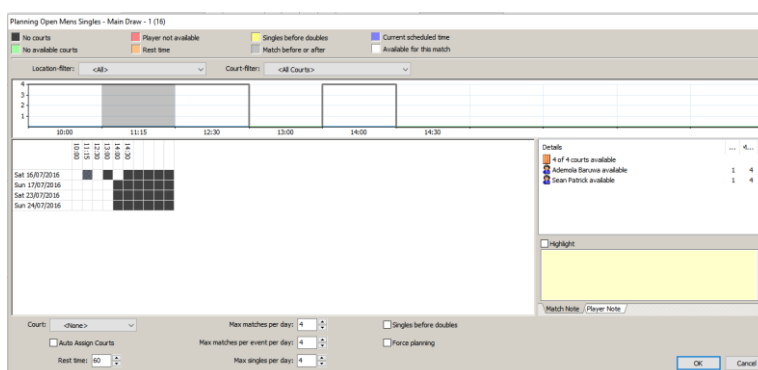 Planning Open Mens Singles - Main Draw - 1 (16)
No courts Player not available Singles before doubles Current scheduled time
No available courts Rest time Match before or after Available for this match
Location-filter: <All> Court-filter: <All Courts>
4
3
2
1
10:00 11:15 12:30 13:00 14:00 14:30
10:00 11:15 12:30 13:00 14:00 14:30
Sat 16/07/2016
Sun 17/07/2016
Sat 23/07/2016
Sun 24/07/2016
Details ...
4 of 4 courts available
Ademola Baruwa available 1 4
Sean Patrick available 1 4
Highlight
Match Note Player Note
Court: <None> Max matches per day: 4 Singles before doubles
Auto Assign Courts Max matches per event per day: 4 Force planning
Rest time: 60 Max singles per day: 4
OK Cancel